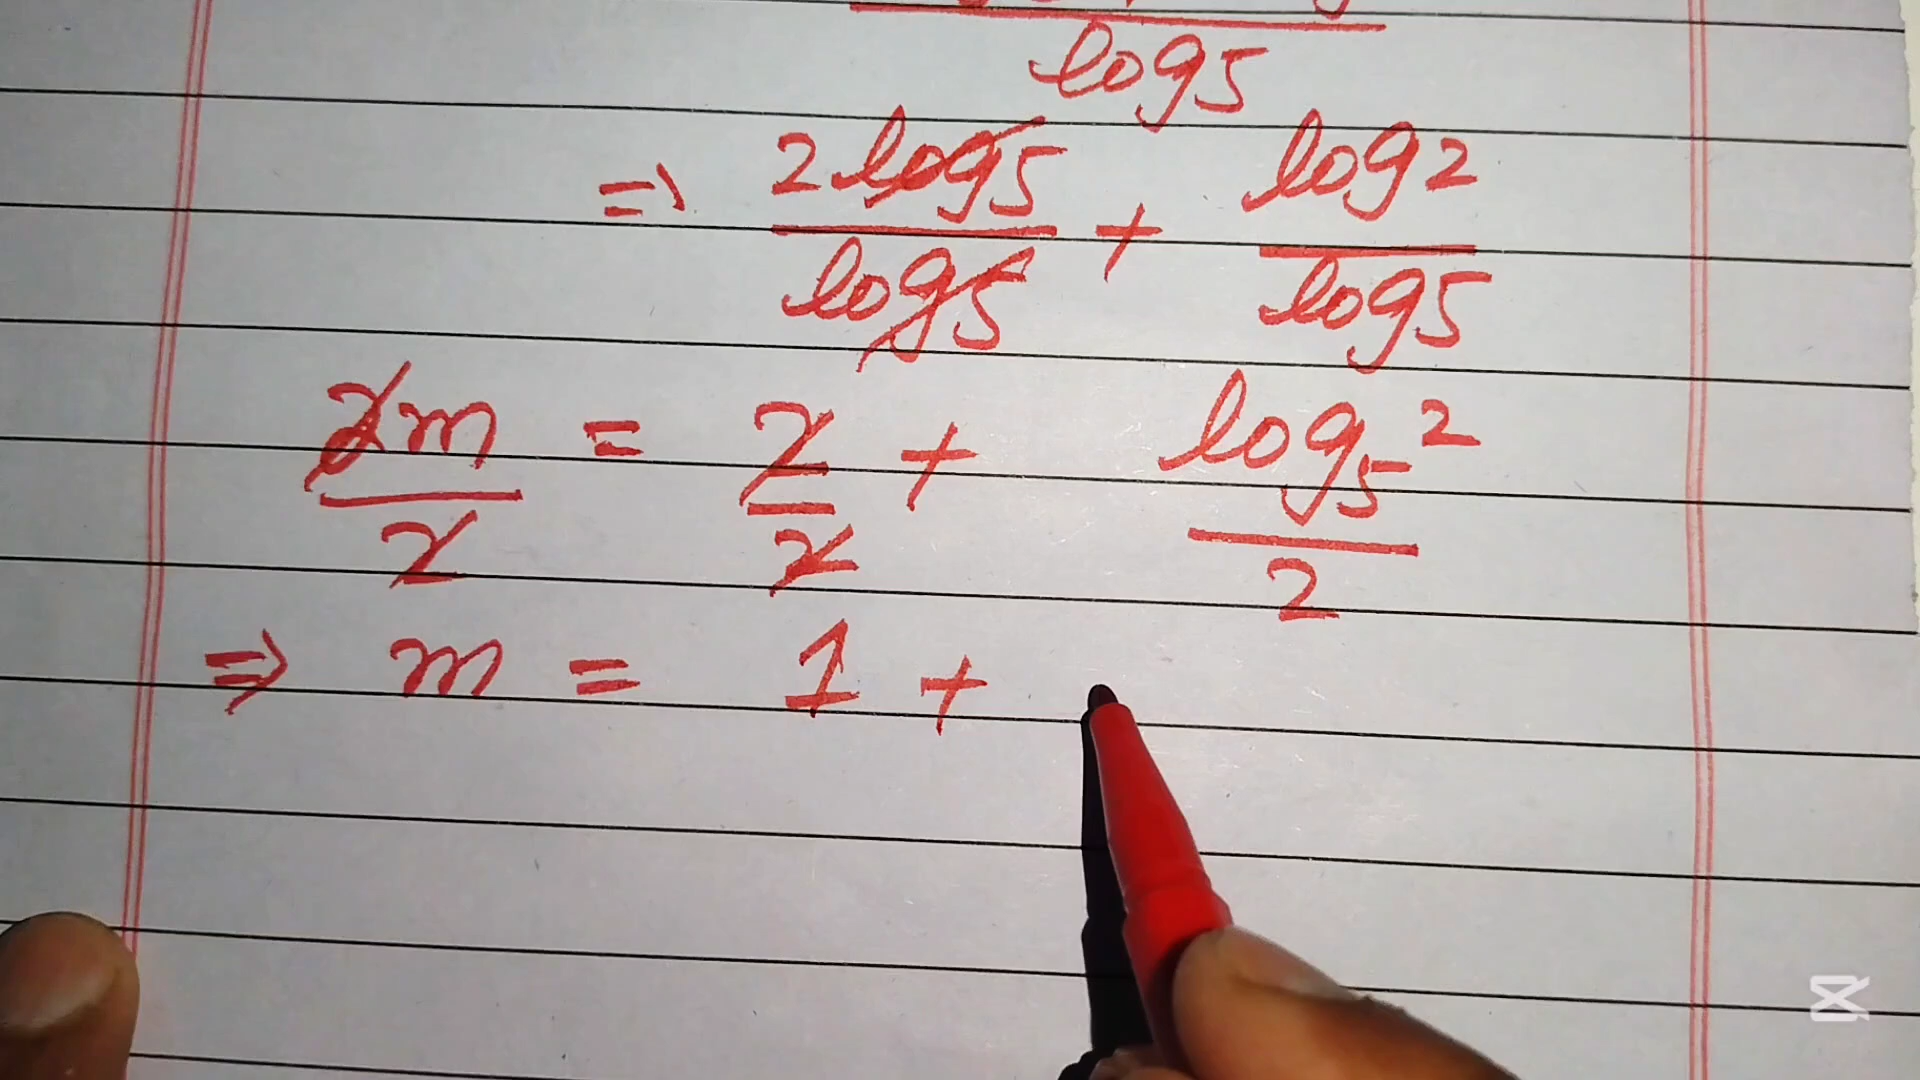 log5
=> 2log5/log5 + log2/log5
2m/2 = 2/2 + log₅2/2
=> m = 1 +